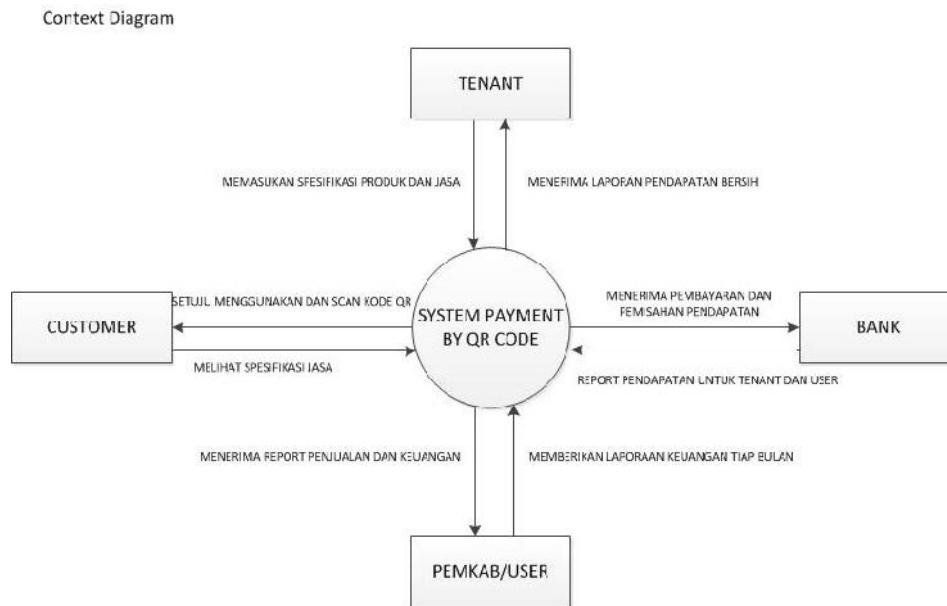 Context Diagram
TENANT
MEMASUKAN SFESIFIKASI PRODUK DAN JASA
MENERIMA LAPORAN PENDAPATAN BERSIH
SETUJU MENGGUNAKAN DAN SCAN KODE QR
MENERIMA PEMBAYARAN DAN
PEMISAHAN PENDAPATAN
CUSTOMER
SYSTEM PAYMENT
BY QR CODE
BANK
MELIHAT SPESIFIKASI JASA
REPORT PENDAPATAN UNTUK TENANT DAN USER
MENERIMA REPORT PENJUALAN DAN KEUANGAN
MEMBERIKAN LAPORAAN KEUANGAN TIAP BULAN
PEMKAB/USER